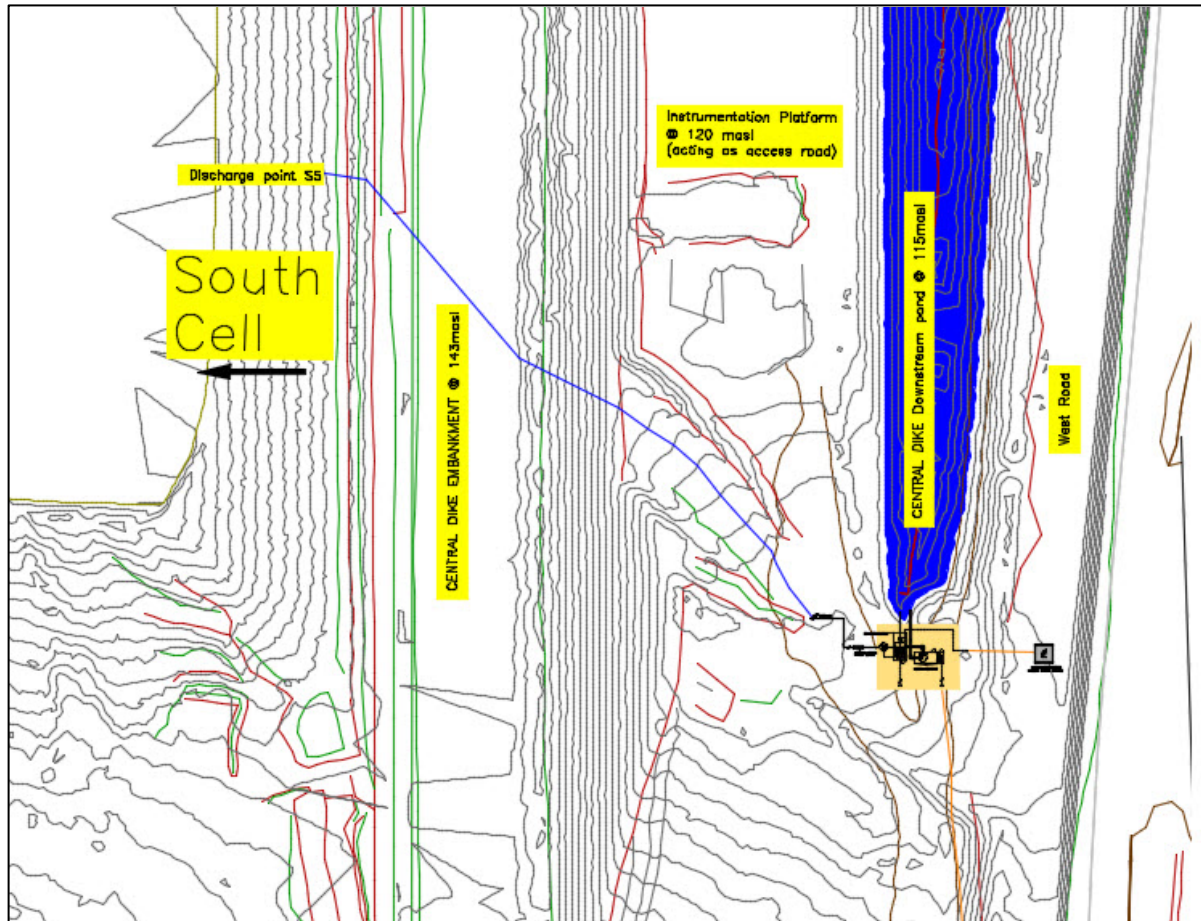 Instrumentation Platform
@ 120 masl
(acting as access road)
Discharge point S5
South
Cell
CENTRAL DIKE EMBANKMENT @ 143masl
CENTRAL DIKE Downstream pond @ 115masl
West Road